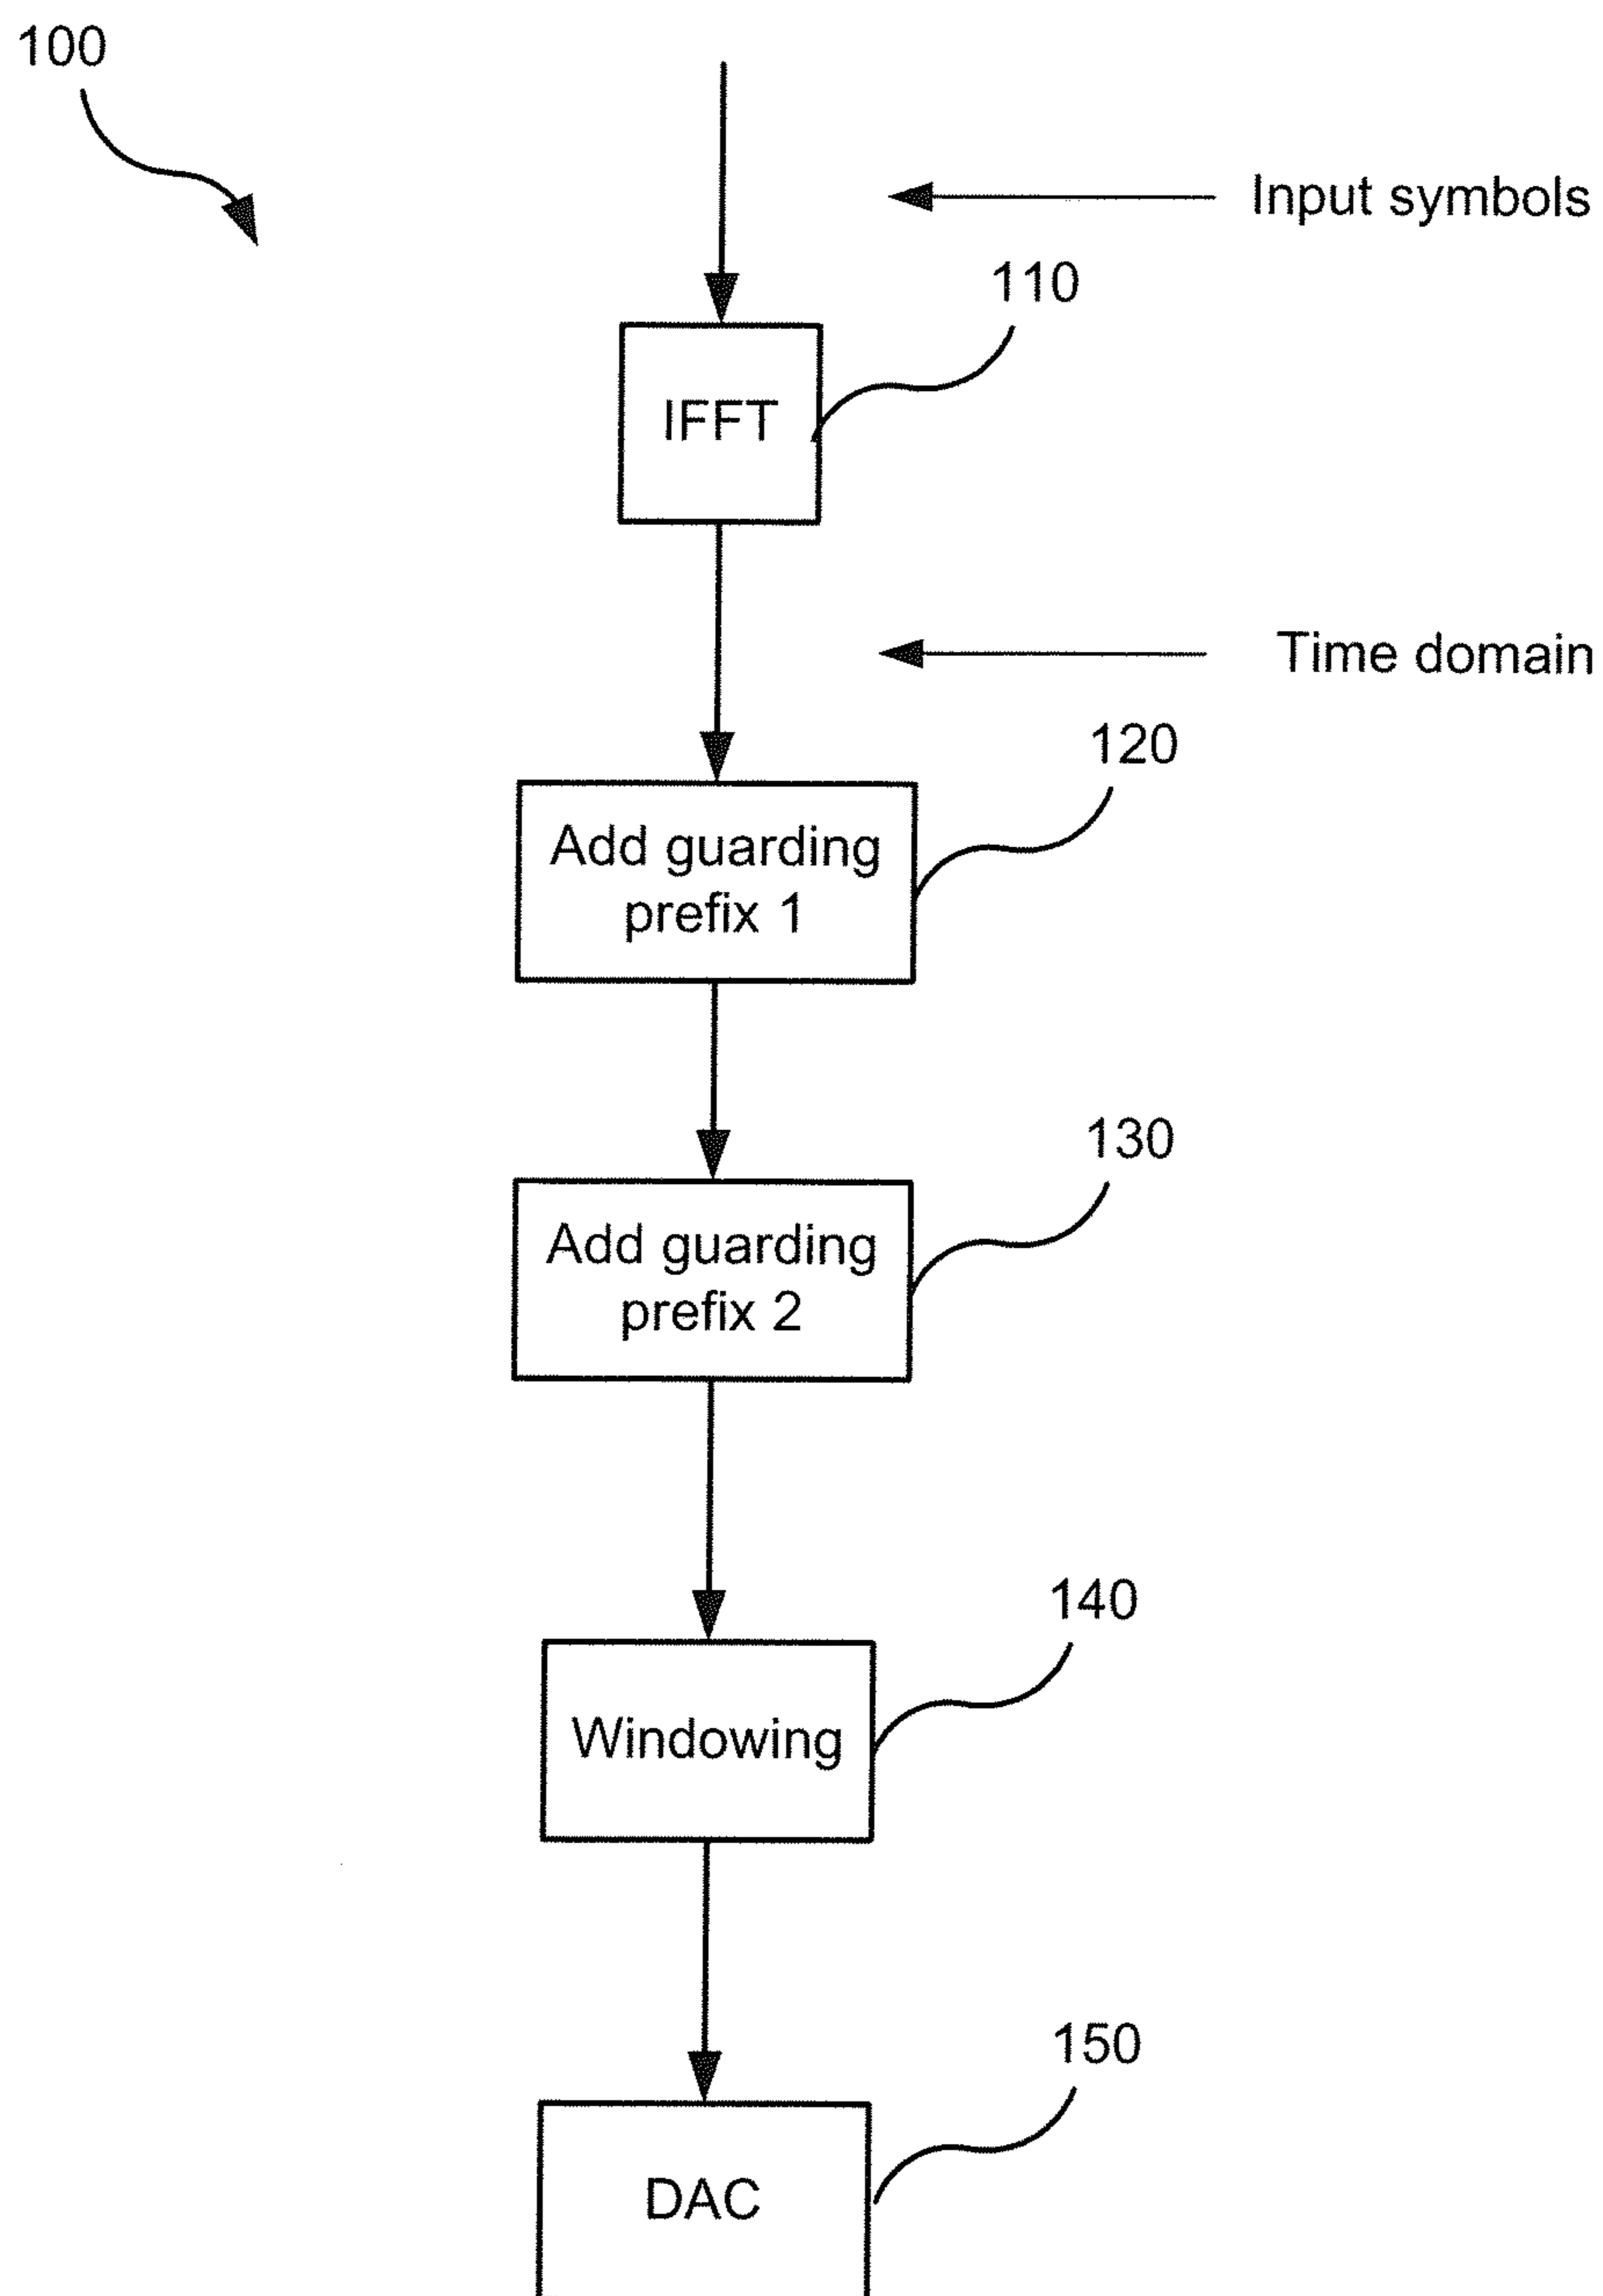 100
Input symbols
110
IFFT
Time domain
120
Add guarding
prefix 1
130
Add guarding
prefix 2
140
Windowing
150
DAC